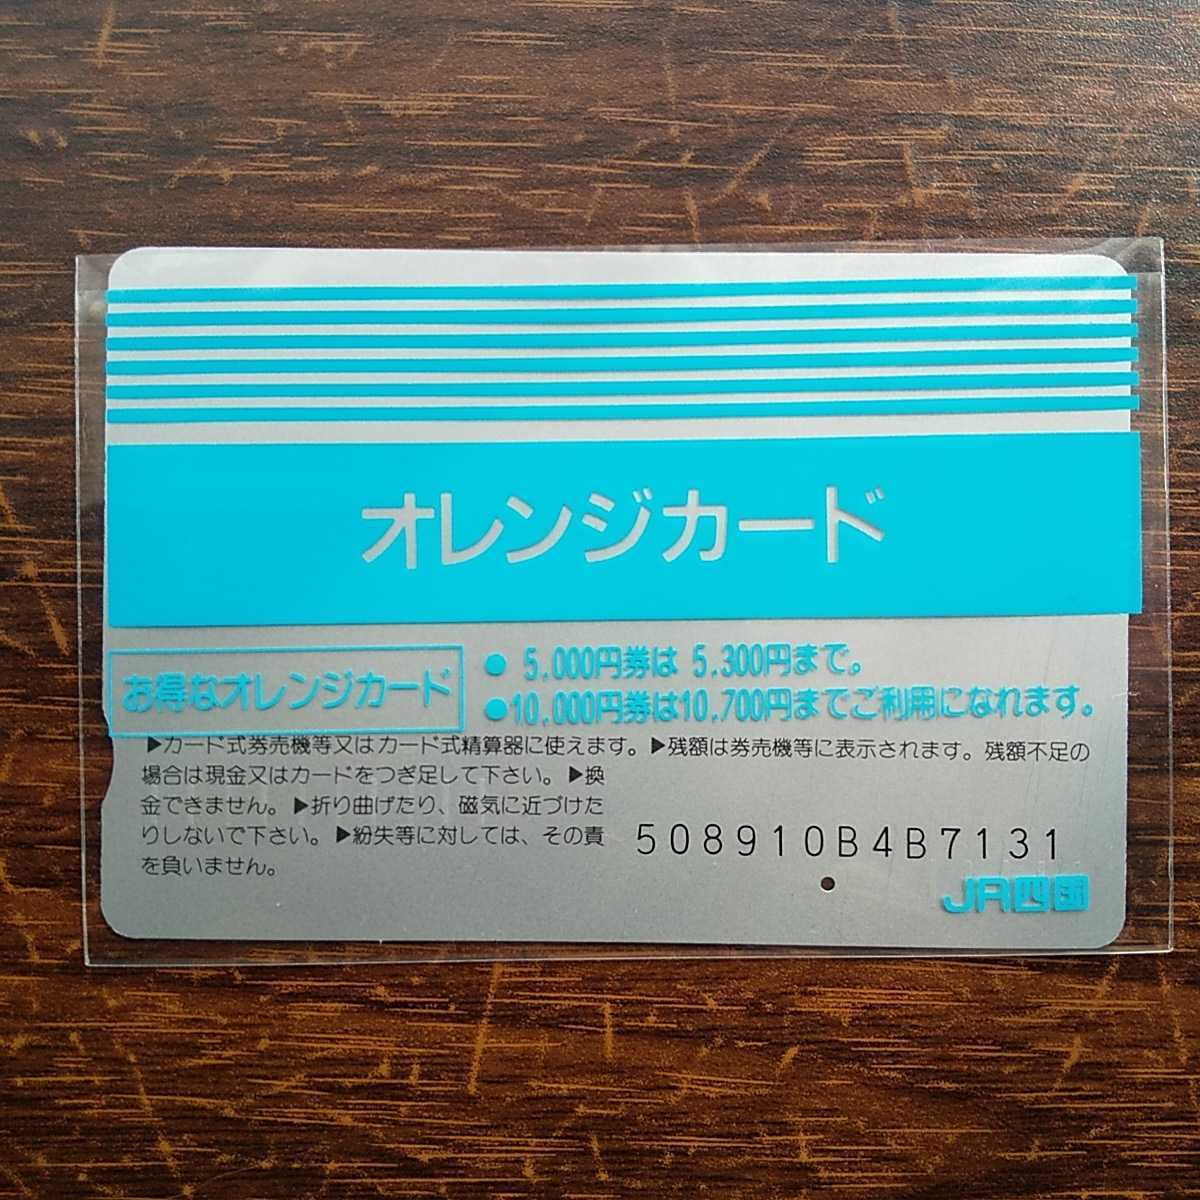 オレンジカード
お得なオレンジカード
● 5,000円券は 5,300円まで。
●10,000円券は10,700円までご利用になれます。
▶カード式券売機等又はカード式精算器に使えます。▶残額は券売機等に表示されます。残額不足の
場合は現金又はカードをつぎ足して下さい。▶換
金できません。▶折り曲げたり、磁気に近づけた
りしないで下さい。▶紛失等に対しては、その責
を負いません。
508910B4B7131
JR四国